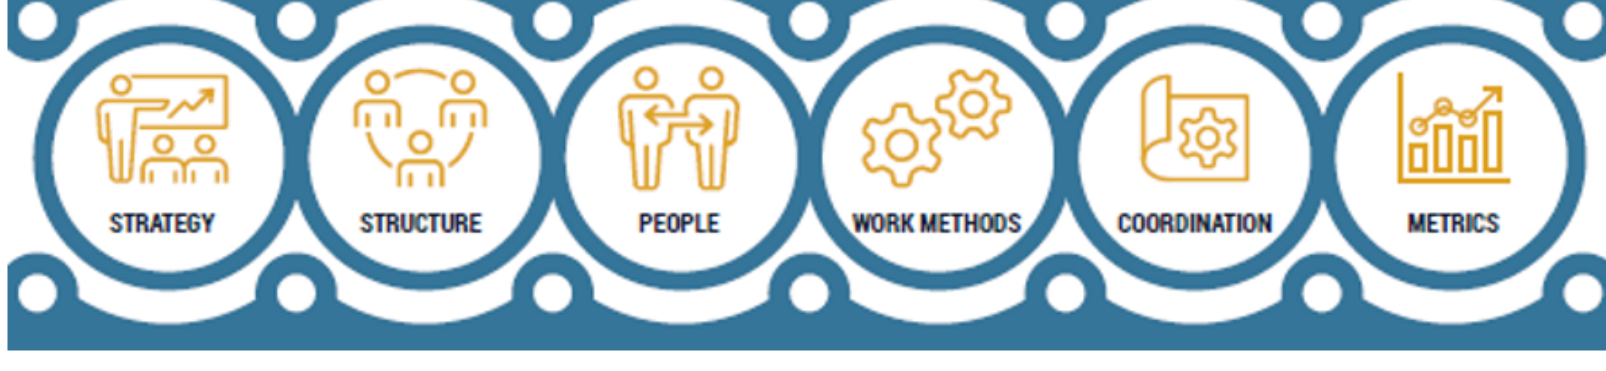 STRATEGY
STRUCTURE
PEOPLE
WORK METHODS
COORDINATION
METRICS